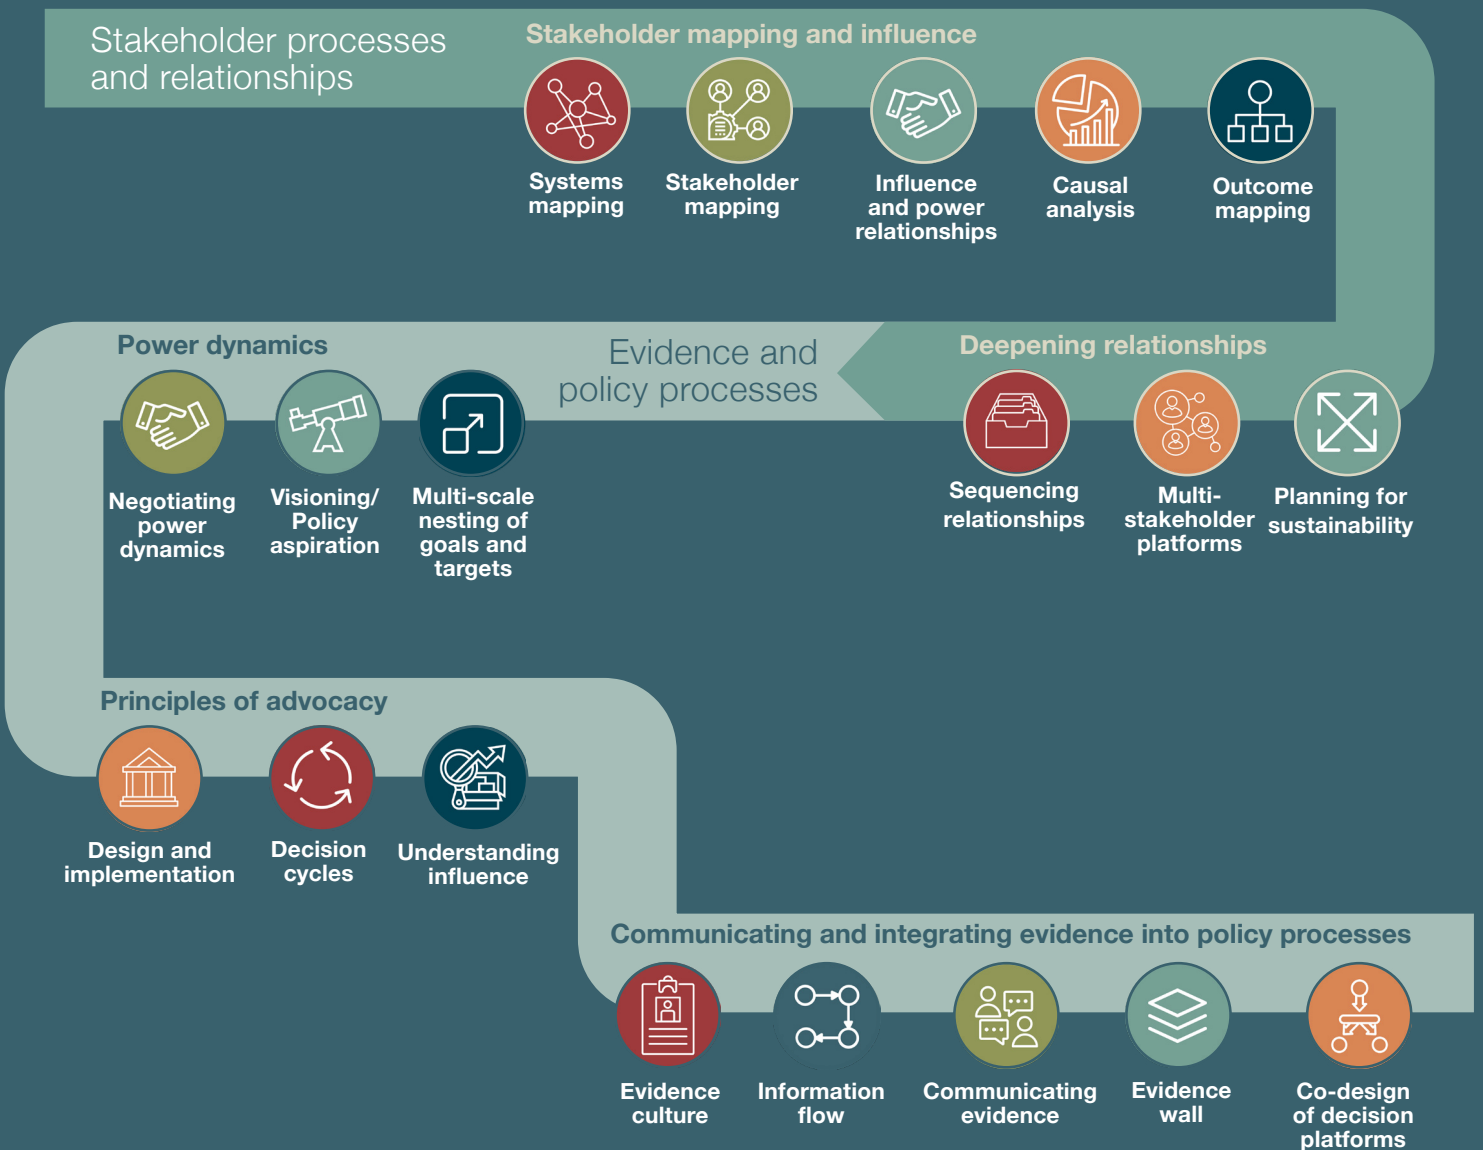 Stakeholder processes
and relationships
Stakeholder mapping and influence
Systems
mapping
Stakeholder
mapping
Influence
and power
relationships
Causal
analysis
Outcome
mapping
Deepening relationships
Sequencing
relationships
Multi-
stakeholder
platforms
Planning for
sustainability
Evidence and
policy processes
Power dynamics
Negotiating
power
dynamics
Visioning/
Policy
aspiration
Multi-scale
nesting of
goals and
targets
Principles of advocacy
Design and
implementation
Decision
cycles
Understanding
influence
Communicating and integrating evidence into policy processes
Evidence
culture
Information
flow
Communicating
evidence
Evidence
wall
Co-design
of decision
platforms